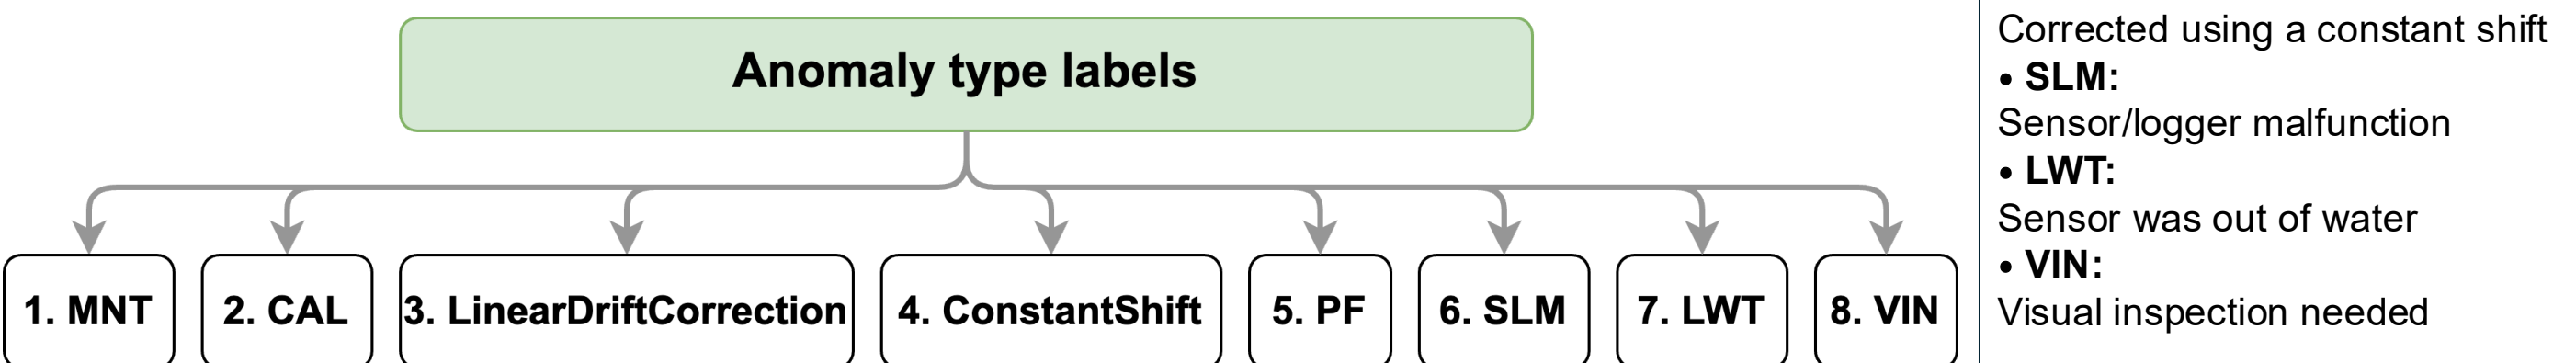 Anomaly type labels
1. MNT
2. CAL
3. LinearDriftCorrection
4. ConstantShift
5. PF
6. SLM
7. LWT
8. VIN
Corrected using a constant shift
• SLM:
Sensor/logger malfunction
• LWT:
Sensor was out of water
• VIN:
Visual inspection needed